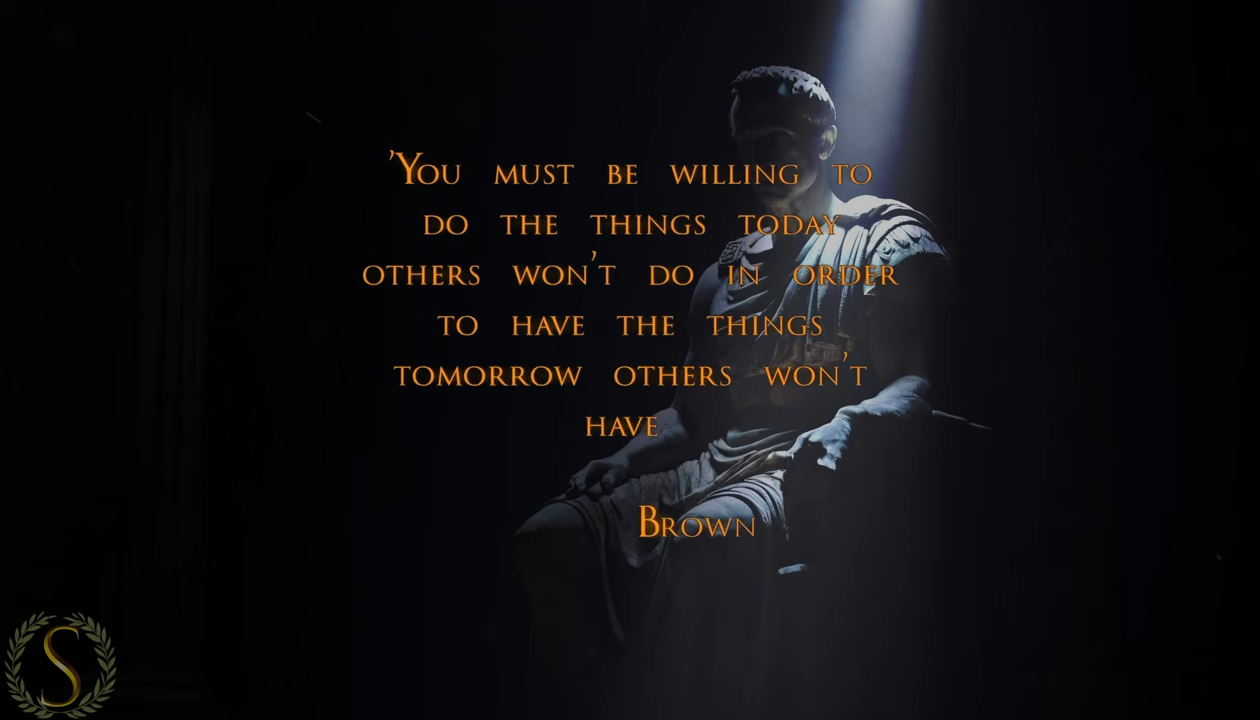 'You must be willing to
do the things today
others won't do in order
to have the things
tomorrow others won't
have
Brown
S